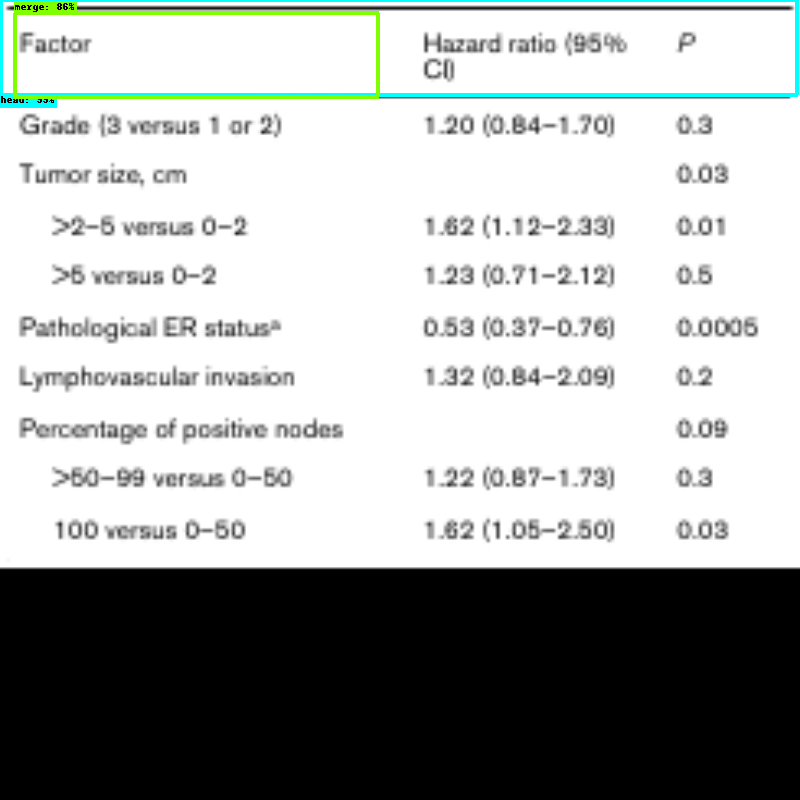 merge: 86%
head: 99%
Factor Hazard ratio (95% CI) P
Grade (3 versus 1 or 2) 1.20 (0.84–1.70) 0.3
Tumor size, cm 0.03
>2–5 versus 0–2 1.62 (1.12–2.33) 0.01
>5 versus 0–2 1.23 (0.71–2.12) 0.5
Pathological ER statusª 0.53 (0.37–0.76) 0.0005
Lymphovascular invasion 1.32 (0.84–2.09) 0.2
Percentage of positive nodes 0.09
>50–99 versus 0–50 1.22 (0.87–1.73) 0.3
100 versus 0–50 1.62 (1.05–2.50) 0.03